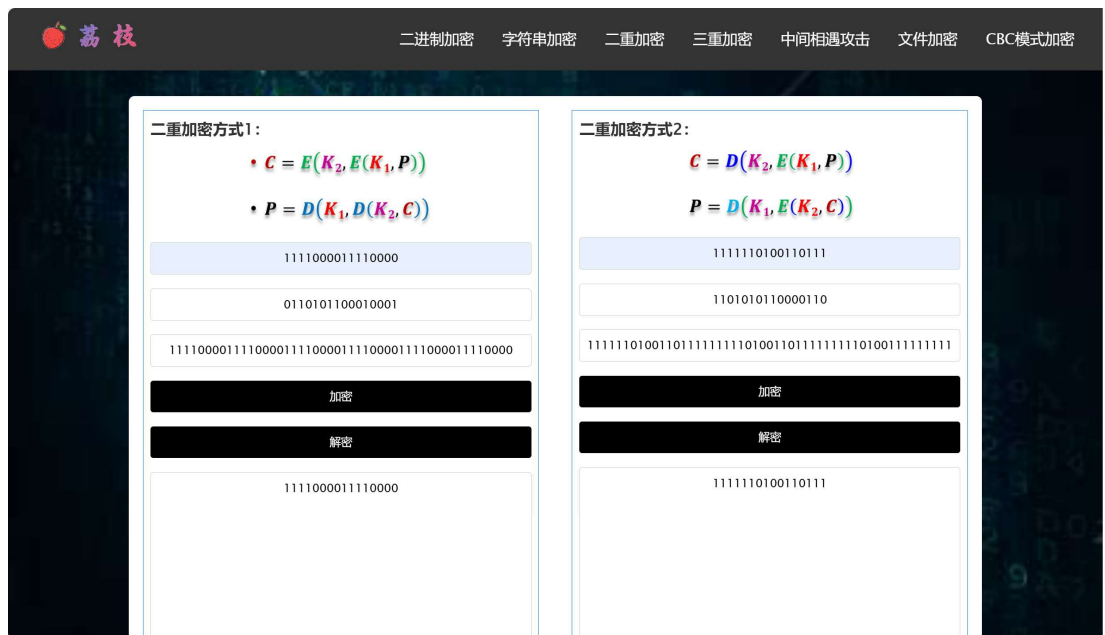 荔枝
二进制加密 字符串加密 二重加密 三重加密 中间相遇攻击 文件加密 CBC模式加密
二重加密方式1:
• C = E(K₂, E(K₁, P))
• P = D(K₁, D(K₂, C))
1111000011110000
0110101100010001
111100001111000011110000111100001111000011110000
加密
解密
1111000011110000
二重加密方式2:
C = D(K₂, E(K₁, P))
P = D(K₁, E(K₂, C))
1111110100110111
1101010110000110
111111010011011111111101001101111111110100111111111
加密
解密
1111110100110111